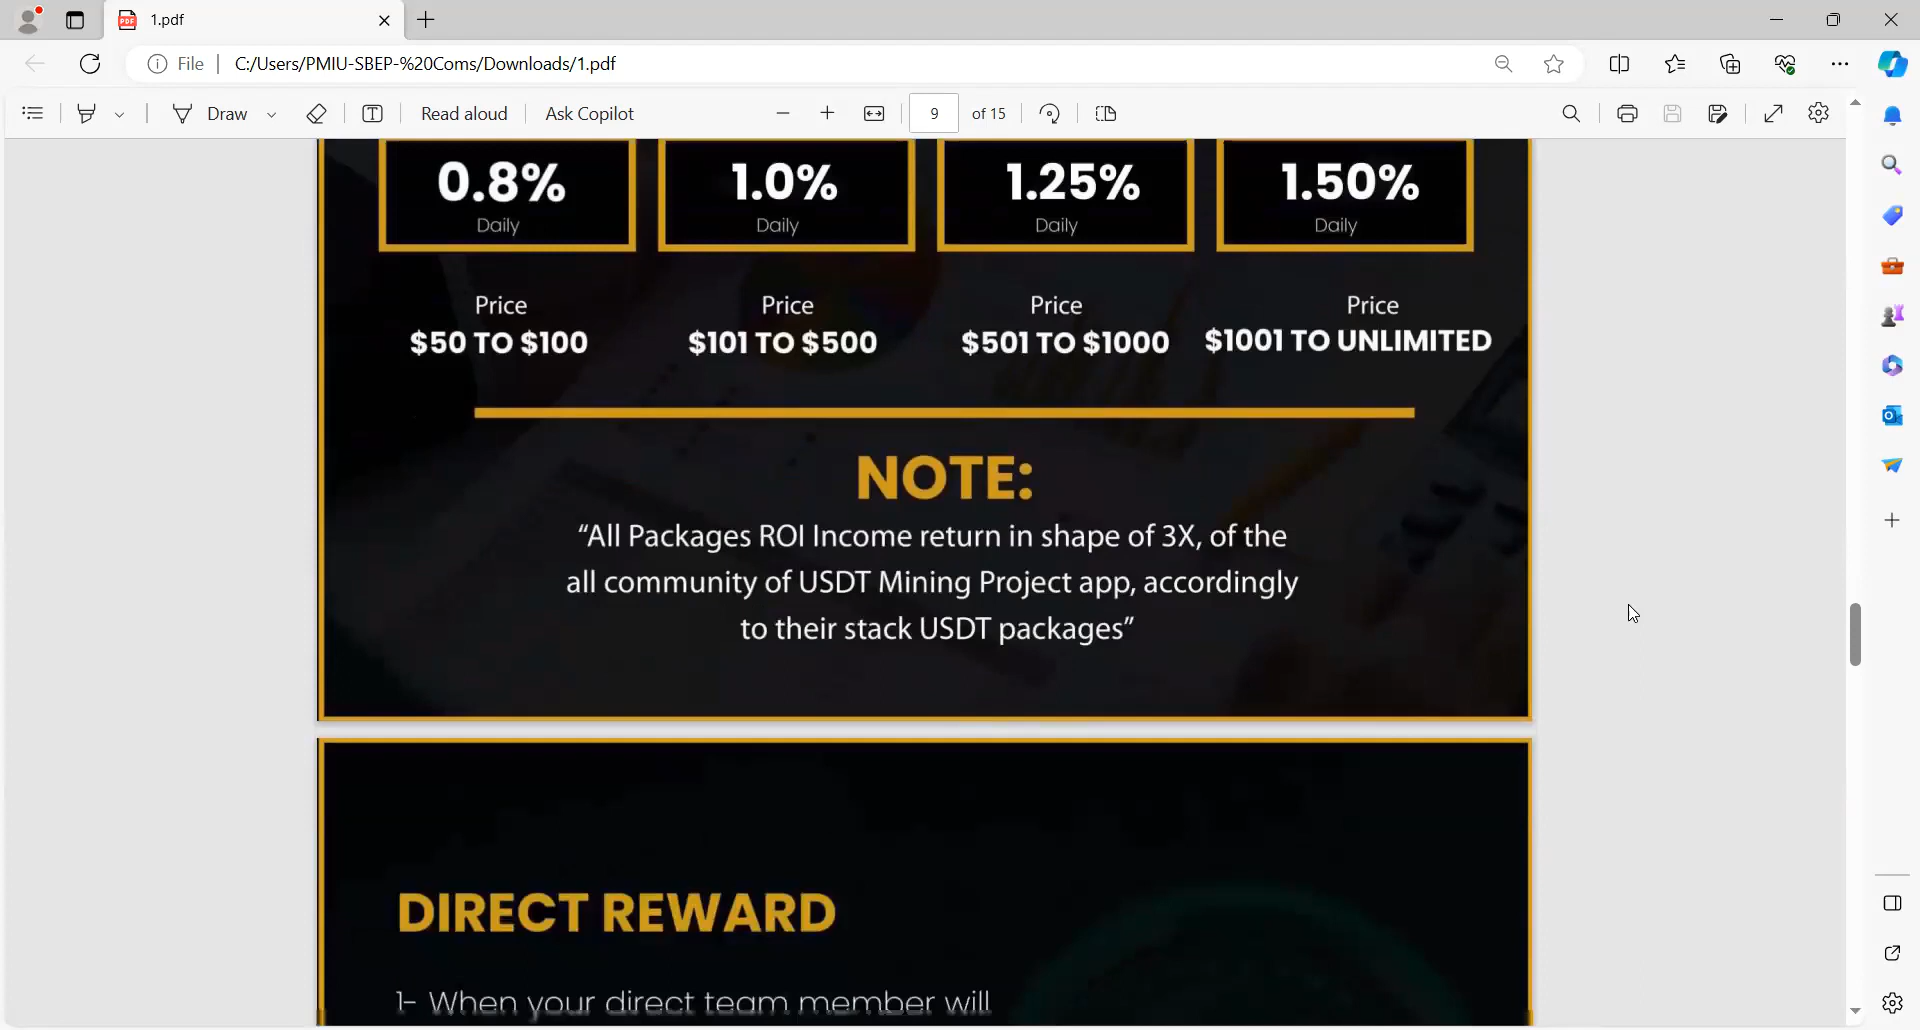 1.pdf
File
C:/Users/PMIU-SBEP-%20Coms/Downloads/1.pdf
Draw
Read aloud
Ask Copilot
9 of 15
0.8% 1.0% 1.25% 1.50%
Daily Daily Daily Daily
Price Price Price Price
$50 TO $100 $101 TO $500 $501 TO $1000 $1001 TO UNLIMITED
NOTE:
“All Packages ROI Income return in shape of 3X, of the
all community of USDT Mining Project app, accordingly
to their stack USDT packages”
DIRECT REWARD
1- When your direct team member will